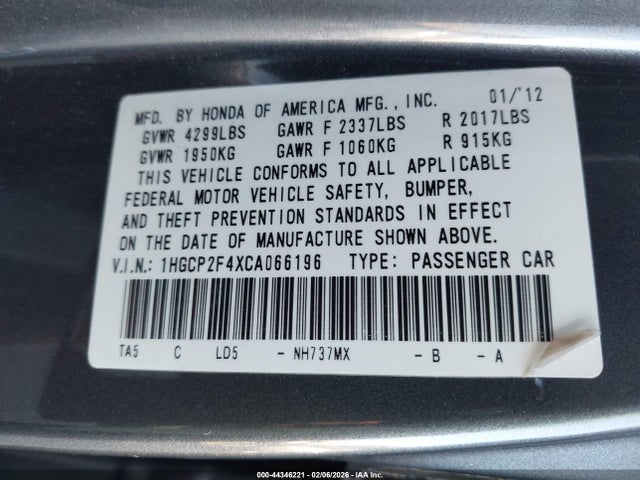 MFD. BY HONDA OF AMERICA MFG., INC. 01/'12
GVWR 4299LBS GAWR F 2337LBS R 2017LBS
GVWR 1950KG GAWR F 1060KG R 915KG
THIS VEHICLE CONFORMS TO ALL APPLICABLE
FEDERAL MOTOR VEHICLE SAFETY, BUMPER,
AND THEFT PREVENTION STANDARDS IN EFFECT
ON THE DATE OF MANUFACTURE SHOWN ABOVE.
V.I.N.: 1HGCP2F4XCA066196 TYPE: PASSENGER CAR
TA5 C LD5 - NH737MX - B - A
000-44346221 - 02/06/2026 - IAA Inc.